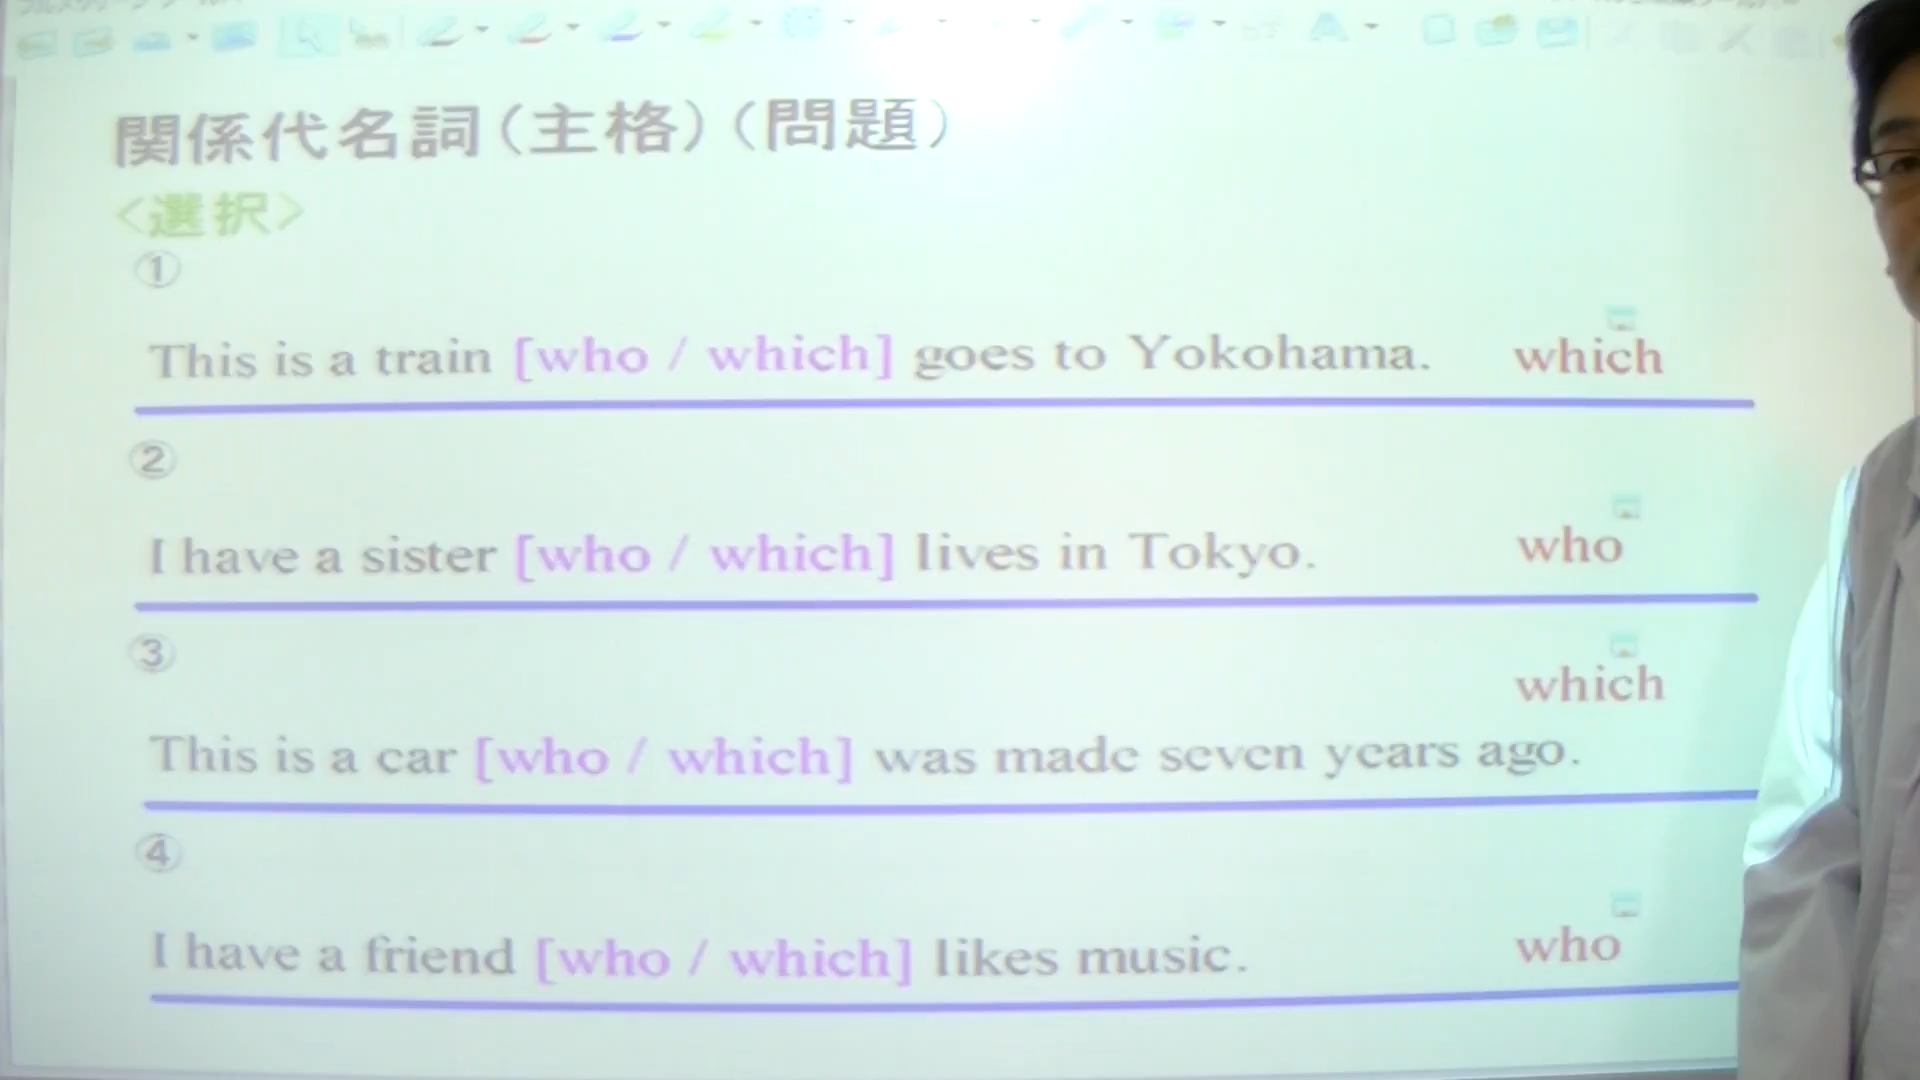 関係代名詞(主格)(問題)
<選択>
①
This is a train [who / which] goes to Yokohama. which
②
I have a sister [who / which] lives in Tokyo. who
③
which
This is a car [who / which] was made seven years ago.
④
I have a friend [who / which] likes music. who